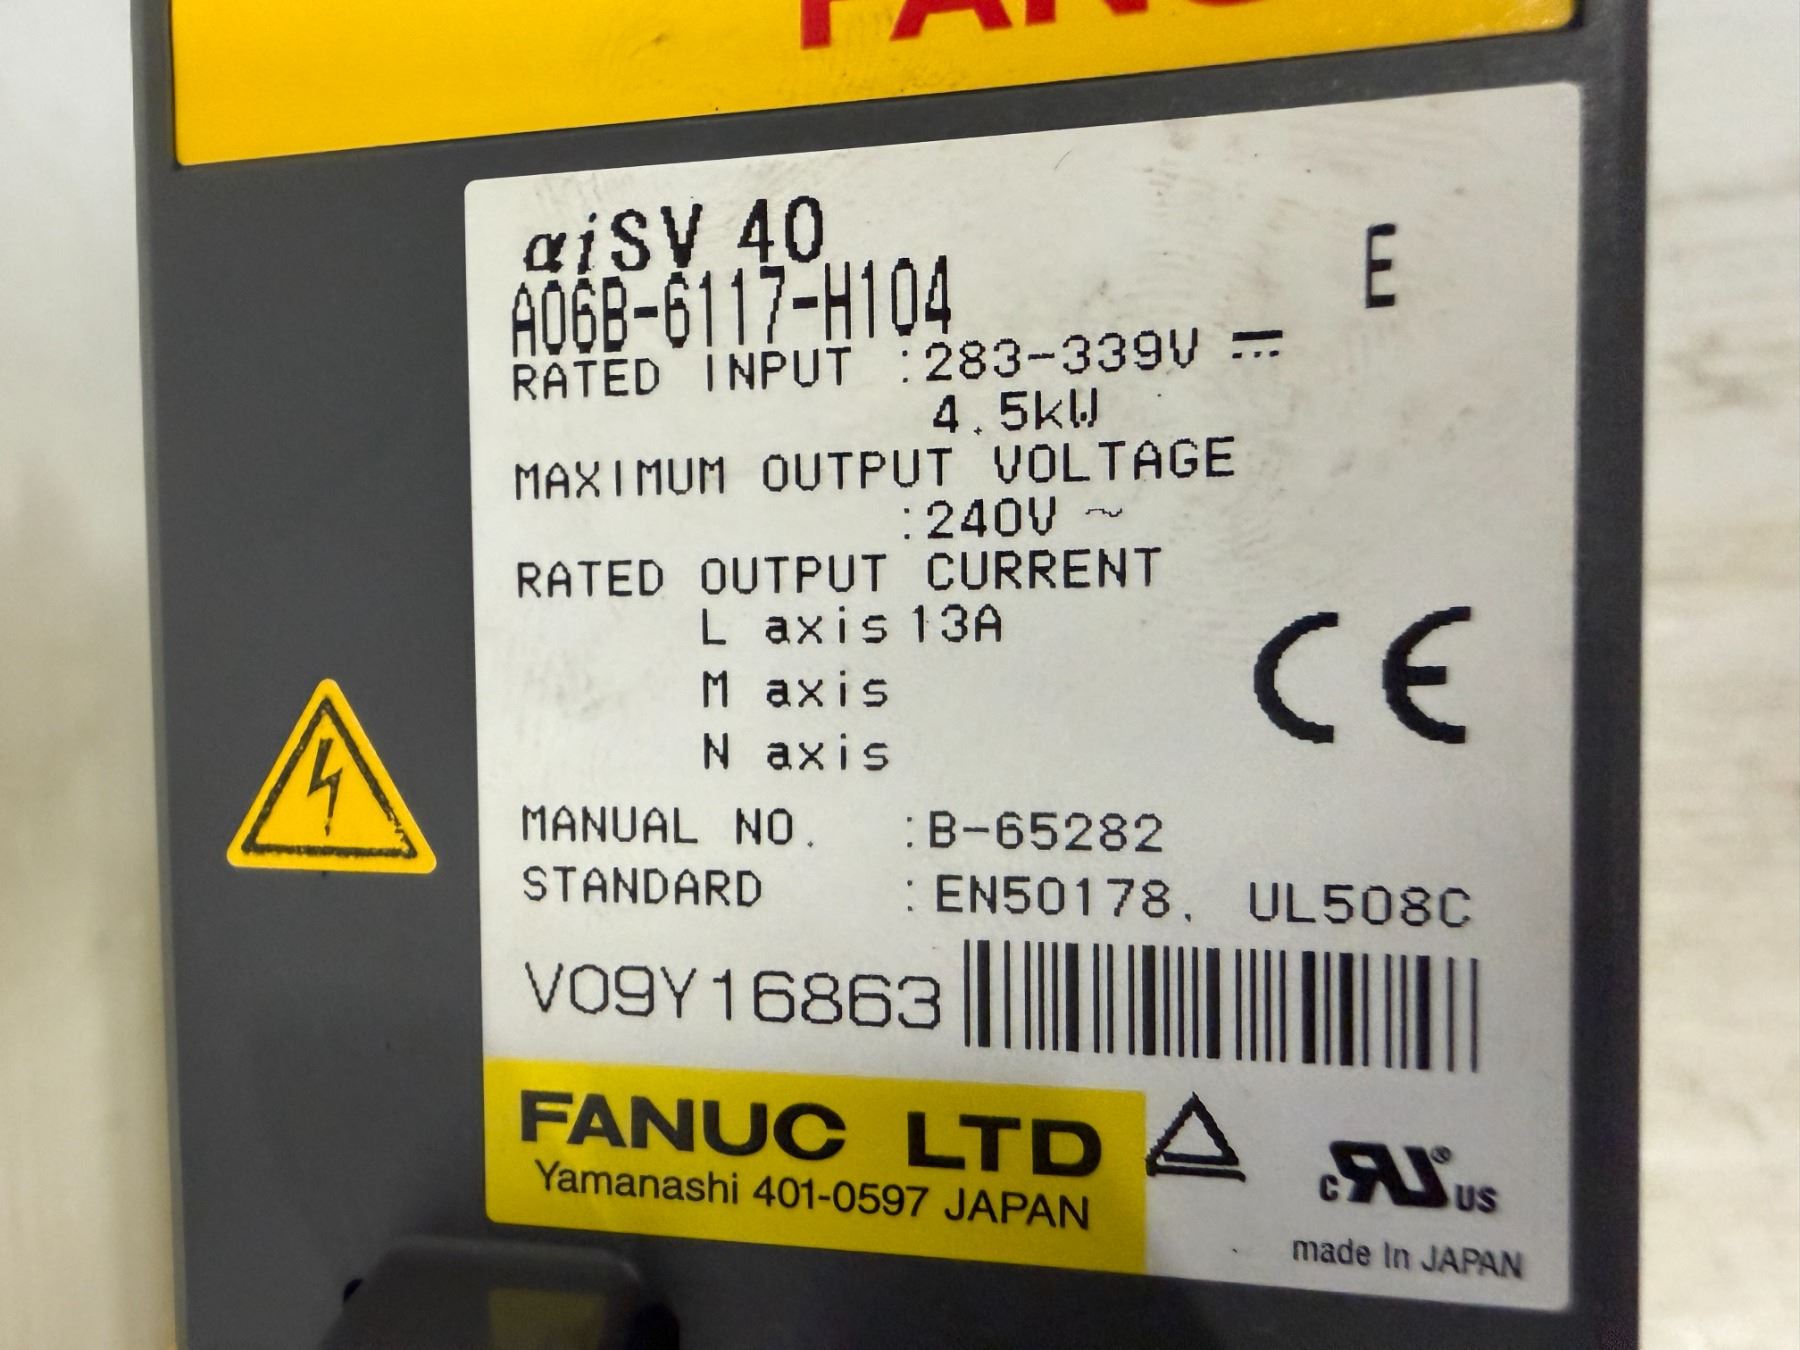 FANUC
αiSV 40
E
A06B-6117-H104
RATED INPUT :283-339V ⎓
4.5kW
MAXIMUM OUTPUT VOLTAGE
:240V ~
RATED OUTPUT CURRENT
L axis 13A
M axis
N axis
CE
MANUAL NO. :B-65282
STANDARD :EN50178, UL508C
V09Y16863
FANUC LTD
Yamanashi 401-0597 JAPAN
c RU® US
made In JAPAN